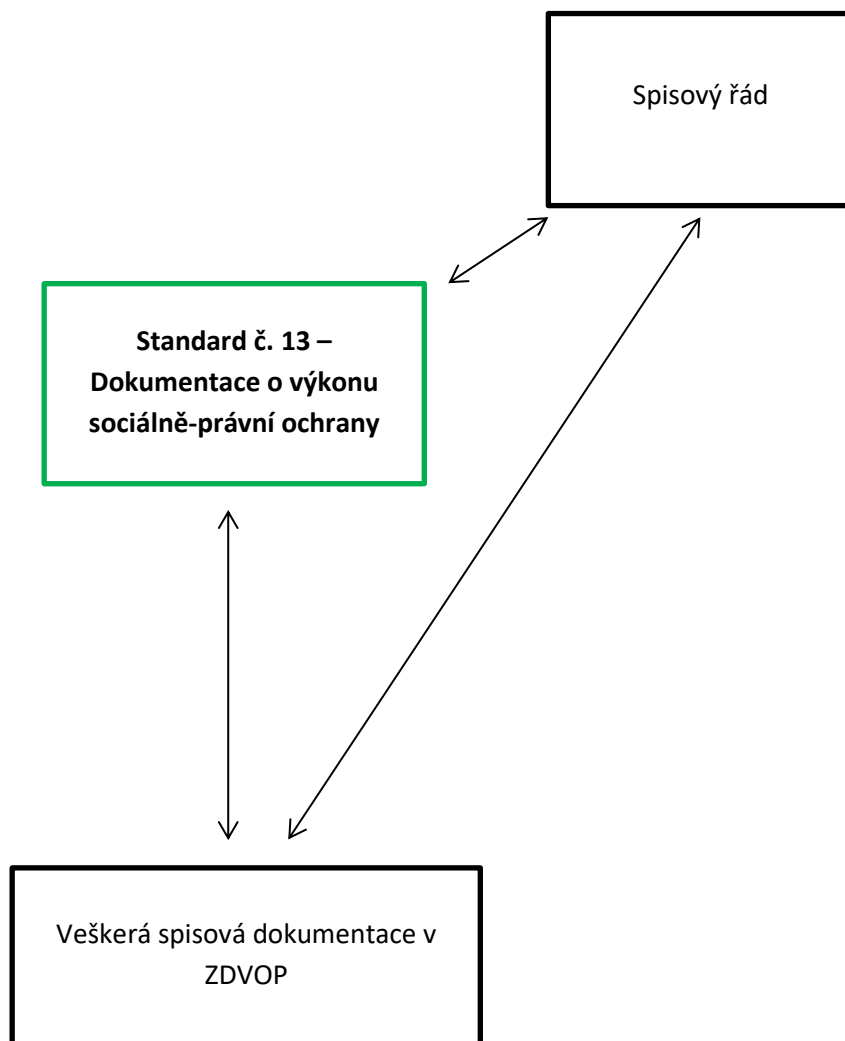 Spisový řád
Standard č. 13 –
Dokumentace o výkonu
sociálně-právní ochrany
Veškerá spisová dokumentace v
ZDVOP